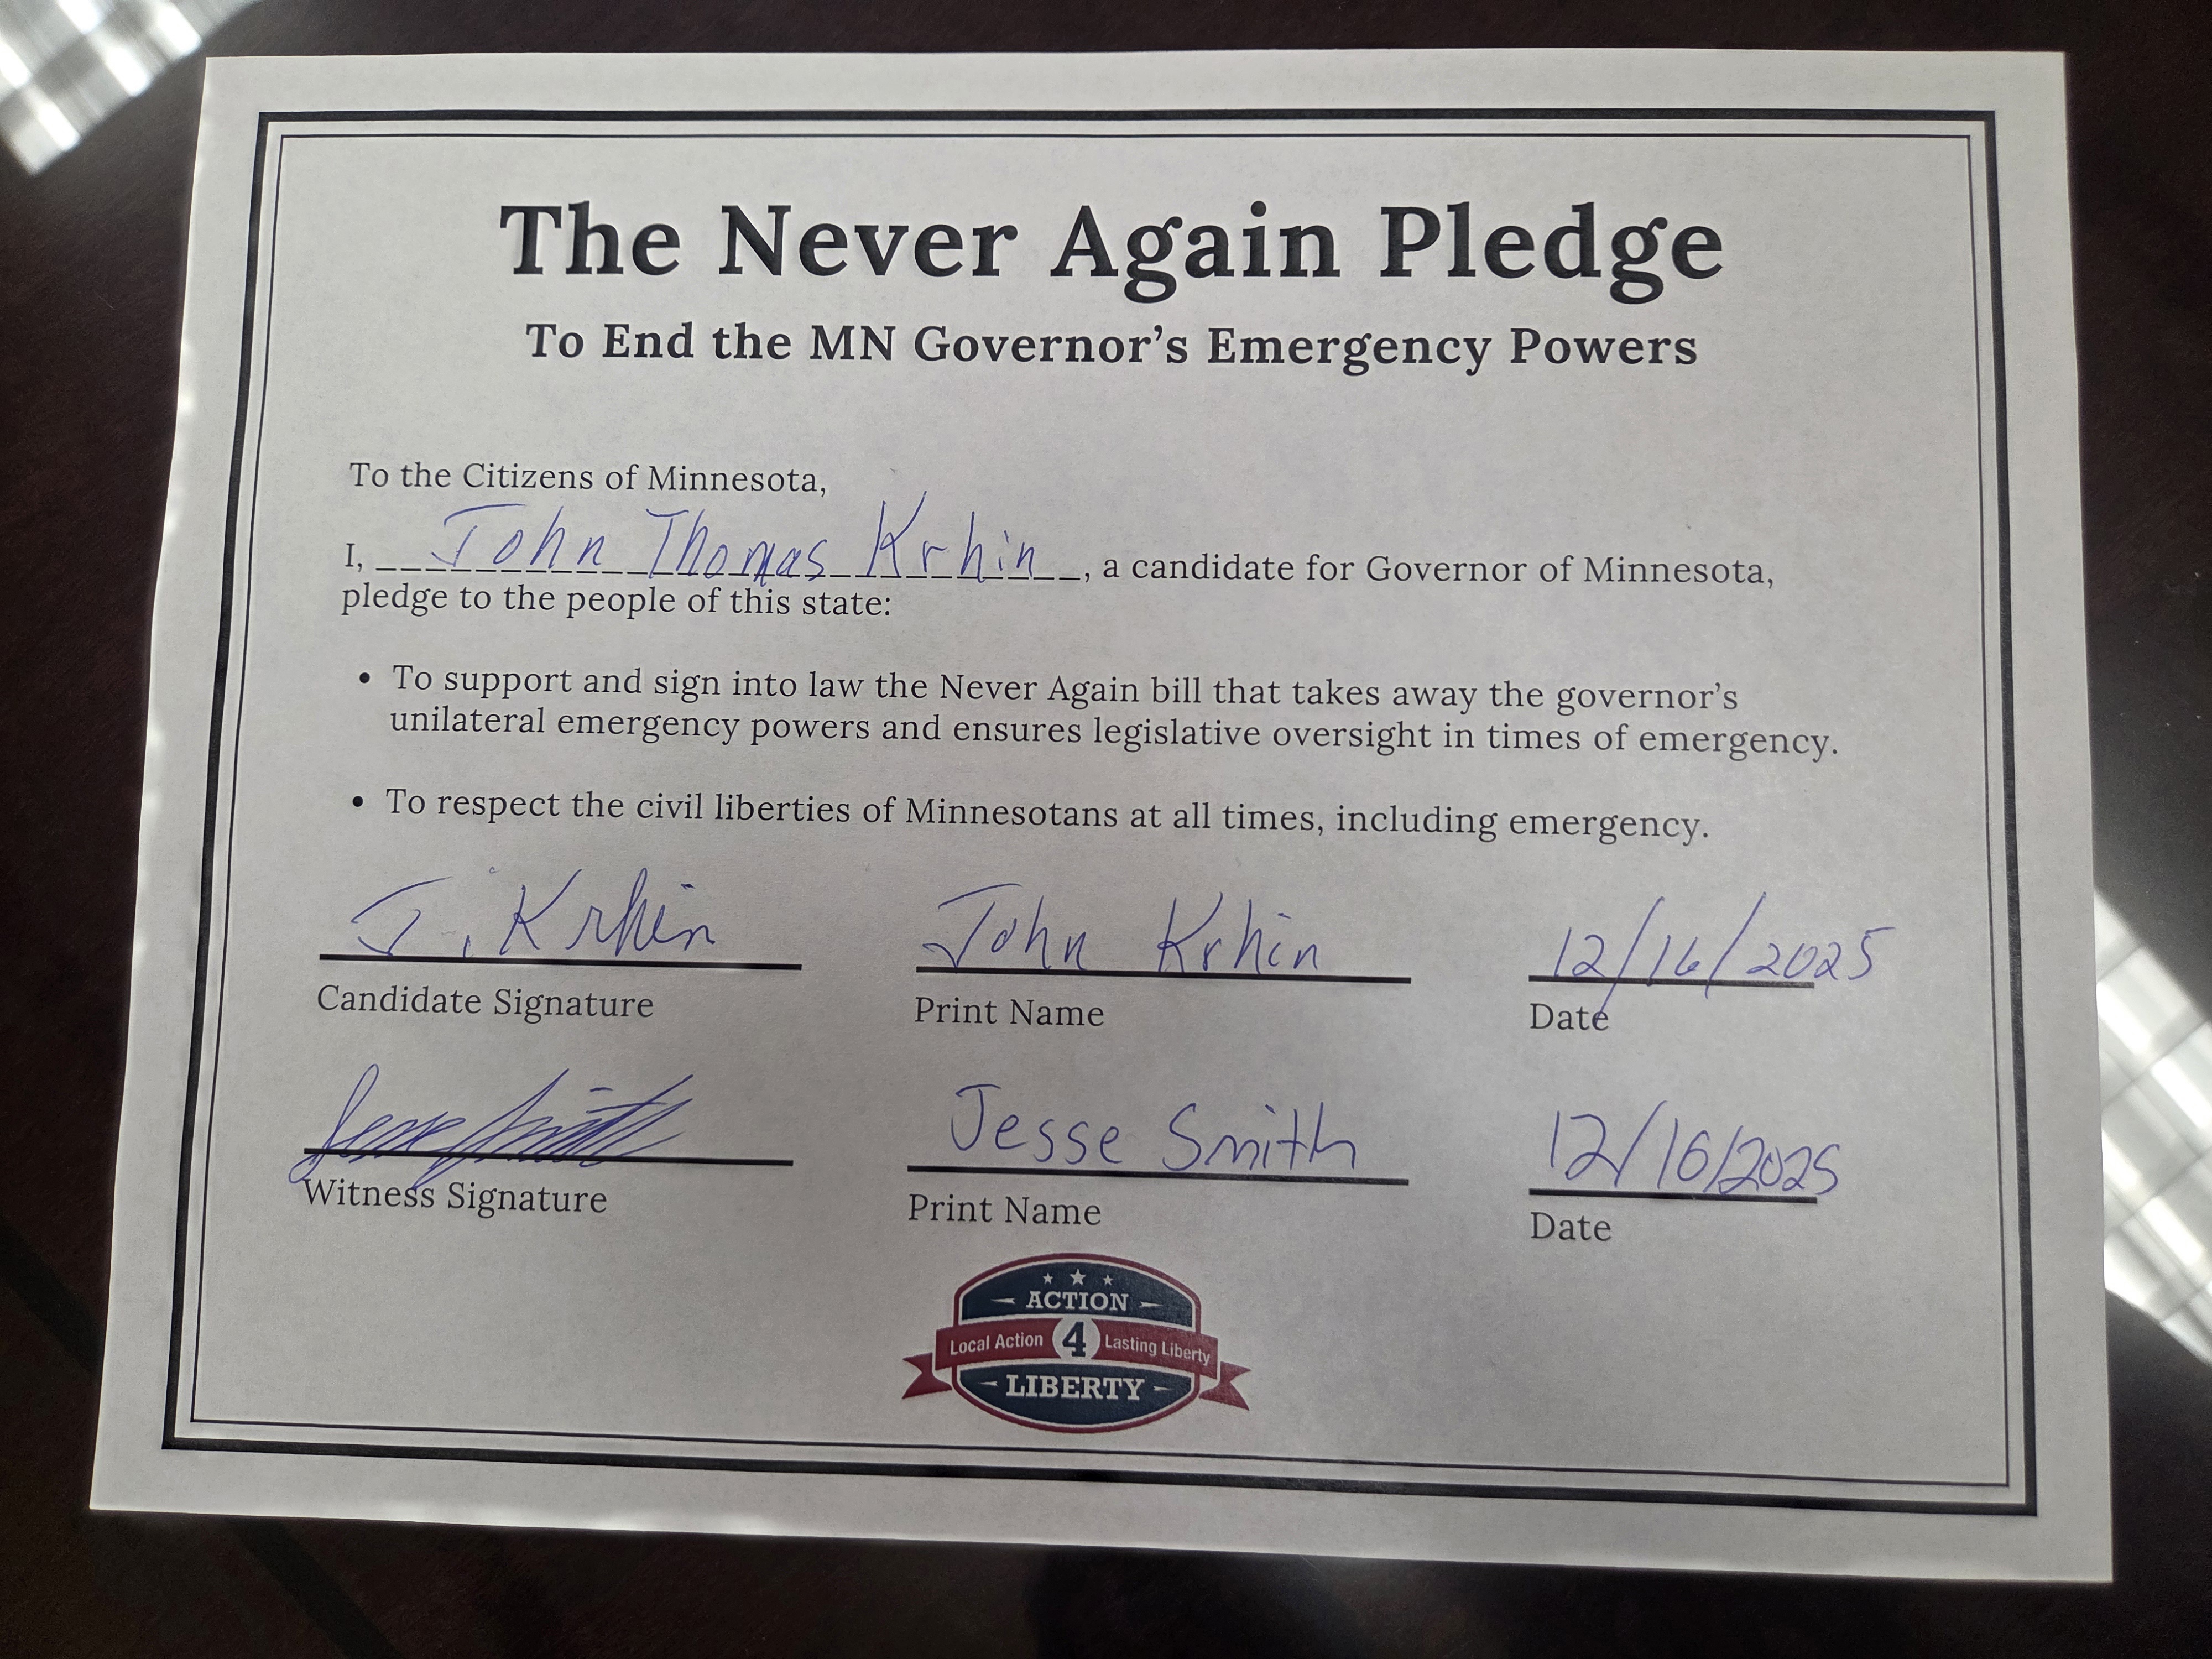 The Never Again Pledge
To End the MN Governor's Emergency Powers
To the Citizens of Minnesota,
I, John Thomas Krhin, a candidate for Governor of Minnesota,
pledge to the people of this state:
• To support and sign into law the Never Again bill that takes away the governor's
unilateral emergency powers and ensures legislative oversight in times of emergency.
• To respect the civil liberties of Minnesotans at all times, including emergency.
J. Krhin John Krhin 12/16/2025
Candidate Signature Print Name Date
Jesse Smith Jesse Smith 12/16/2025
Witness Signature Print Name Date
ACTION
Local Action 4 Lasting Liberty
LIBERTY